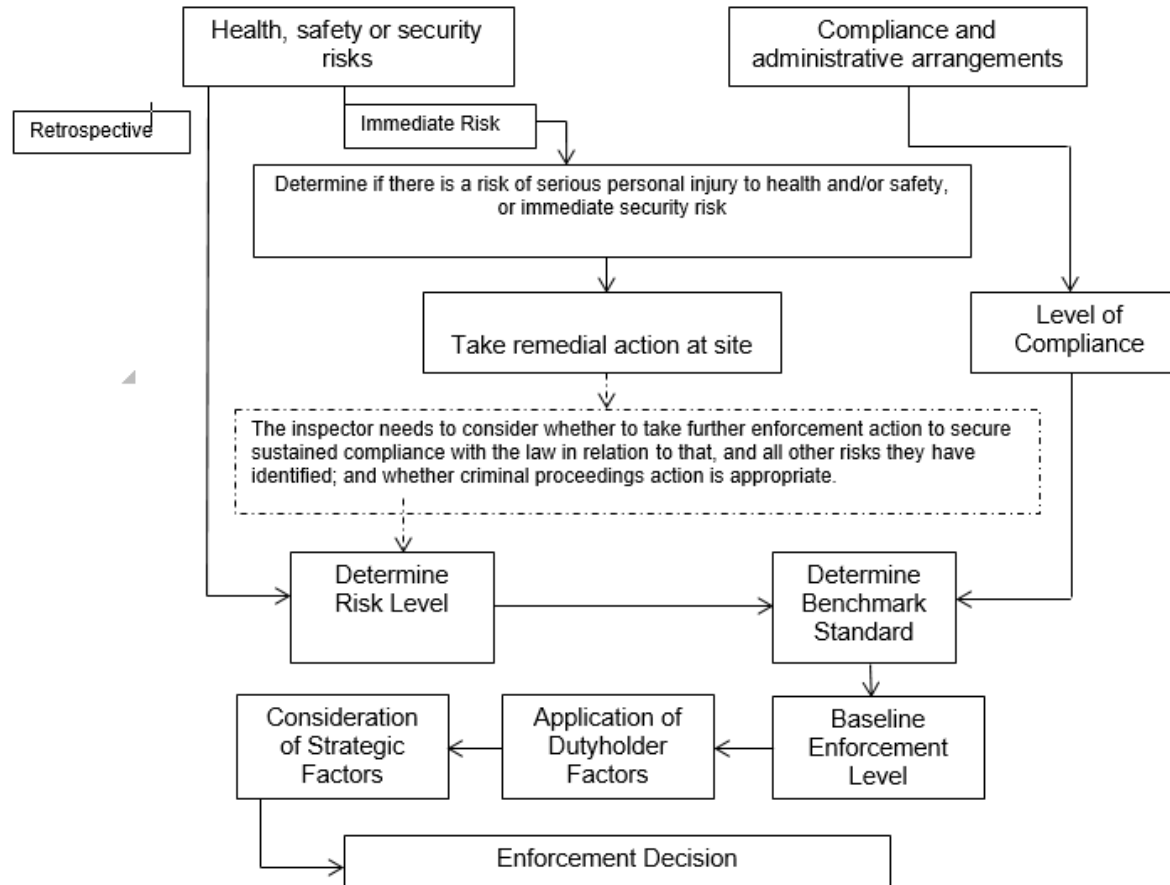 Health, safety or security
risks
Compliance and
administrative arrangements
Retrospective
Immediate Risk
Determine if there is a risk of serious personal injury to health and/or safety,
or immediate security risk
Take remedial action at site
Level of
Compliance
The inspector needs to consider whether to take further enforcement action to secure
sustained compliance with the law in relation to that, and all other risks they have
identified; and whether criminal proceedings action is appropriate.
Determine
Risk Level
Determine
Benchmark
Standard
Consideration
of Strategic
Factors
Application of
Dutyholder
Factors
Baseline
Enforcement
Level
Enforcement Decision